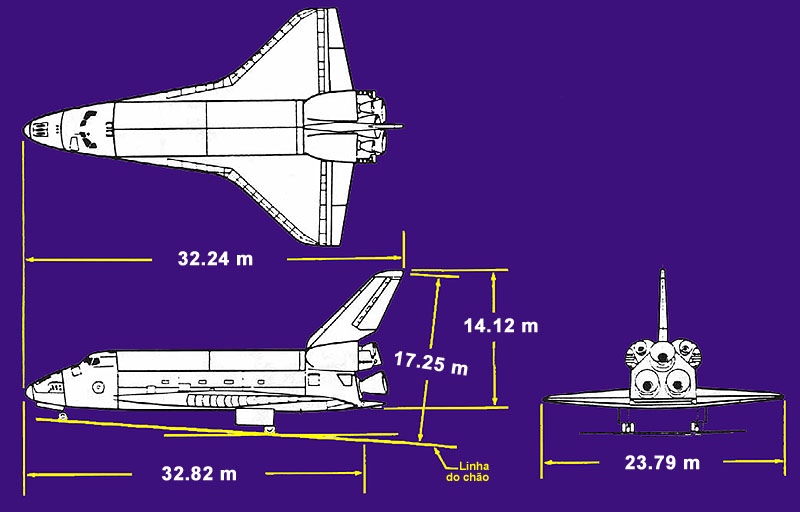 32.24 m
14.12 m
17.25 m
Linha
do chão
32.82 m
23.79 m